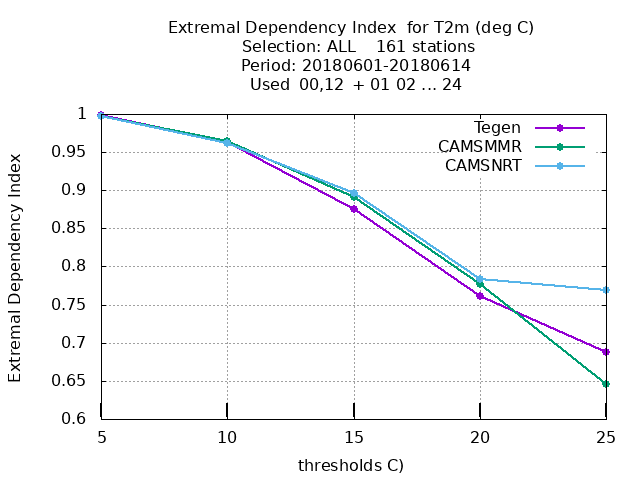 Extremal Dependency Index  for T2m (deg C)
Selection: ALL    161 stations
Period: 20180601-20180614
Used  00,12  + 01 02 ... 24
Extremal Dependency Index
1
0.95
0.9
0.85
0.8
0.75
0.7
0.65
0.6
Tegen
CAMSMMR
CAMSNRT
5 10 15 20 25
thresholds C)